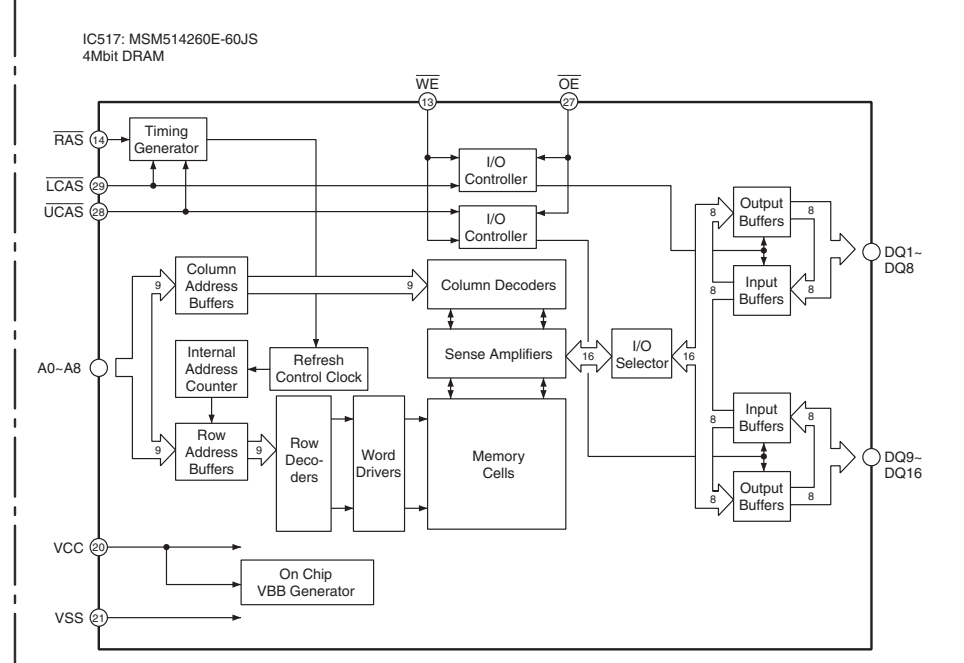 IC517: MSM514260E-60JS
4Mbit DRAM
WE
OE
13
27
RAS
14
Timing
Generator
I/O
Controller
LCAS
29
UCAS
28
I/O
Controller
Output
Buffers
8
8
8
DQ1~
DQ8
Column
Address
Buffers
9
9
Column Decoders
Input
Buffers
8
8
A0~A8
Internal
Address
Counter
Refresh
Control Clock
Sense Amplifiers
16
I/O
Selector
16
9
Row
Address
Buffers
9
Row
Deco-
ders
Word
Drivers
Memory
Cells
Input
Buffers
8
8
DQ9~
DQ16
Output
Buffers
8
8
8
VCC
20
On Chip
VBB Generator
VSS
21